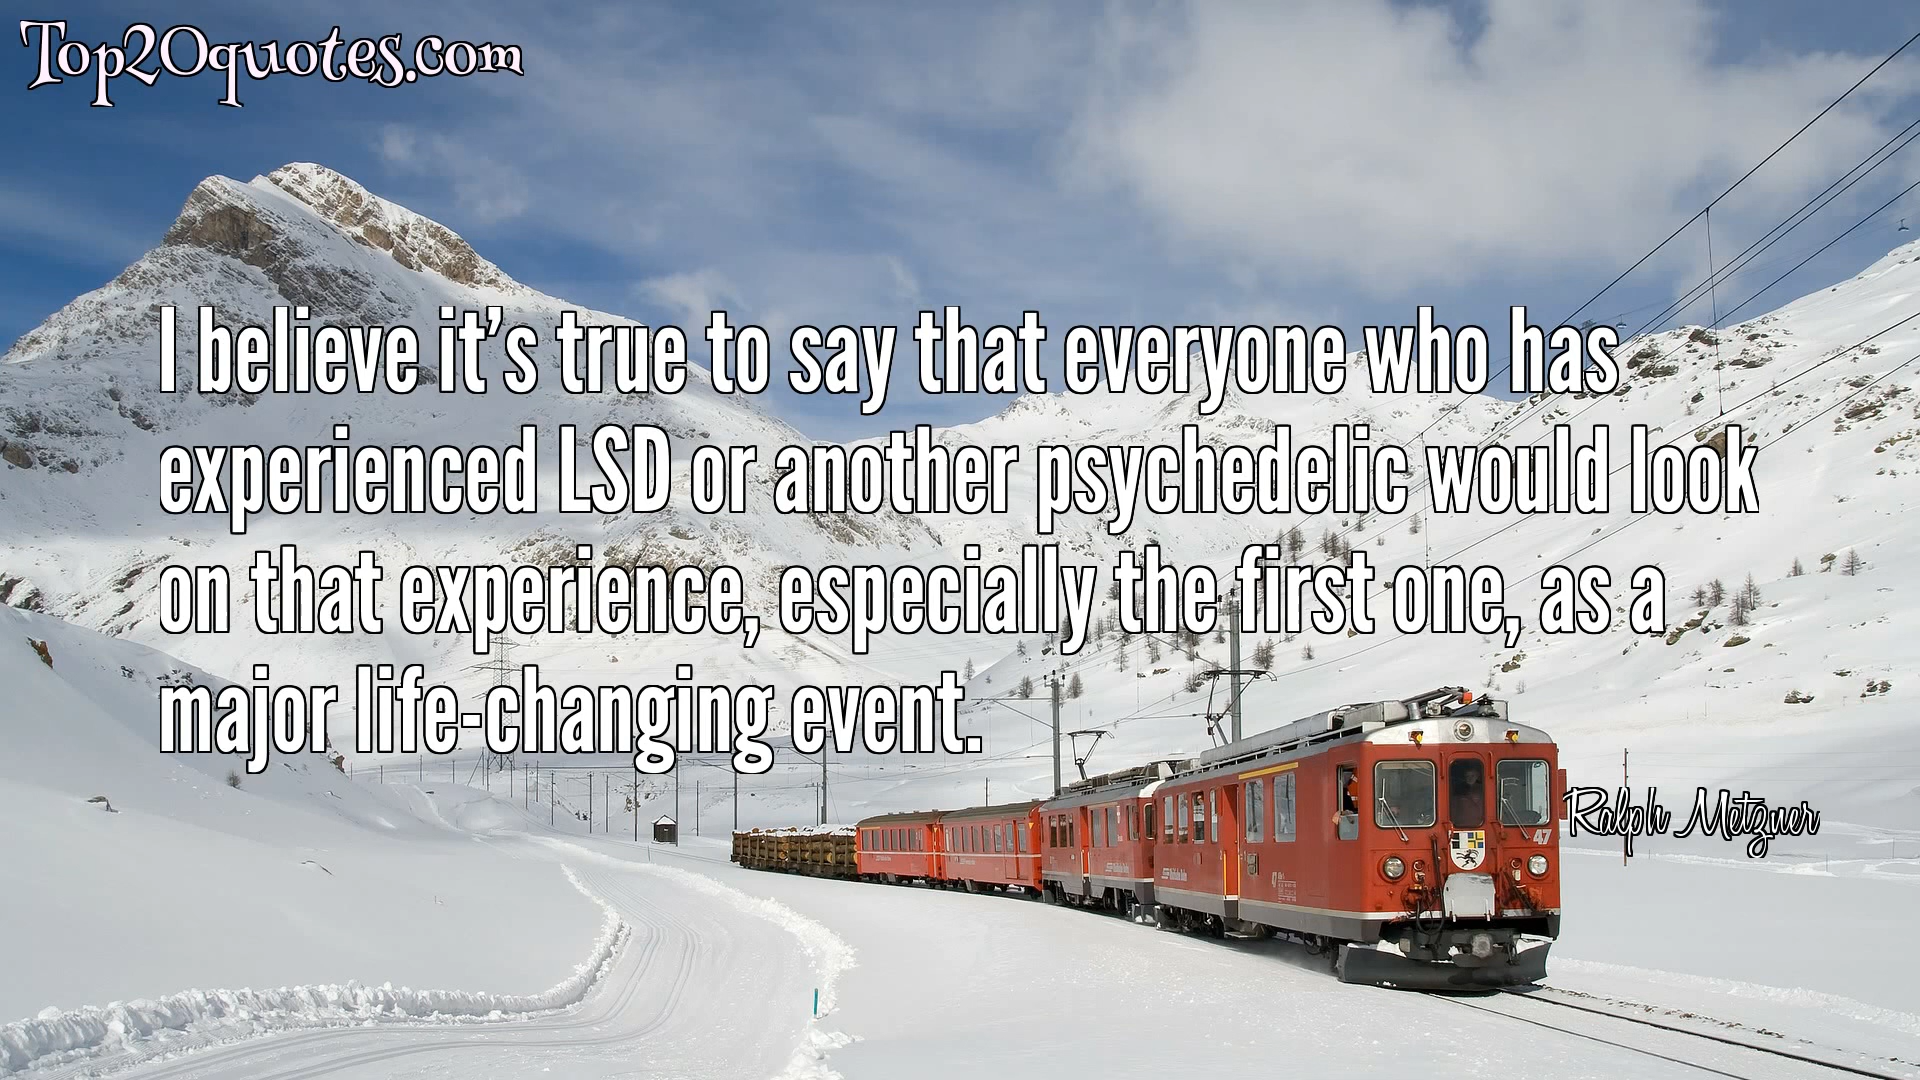 Top20quotes.com
I believe it's true to say that everyone who has
experienced LSD or another psychedelic would look
on that experience, especially the first one, as a
major life-changing event.
Ralph Metzner
47